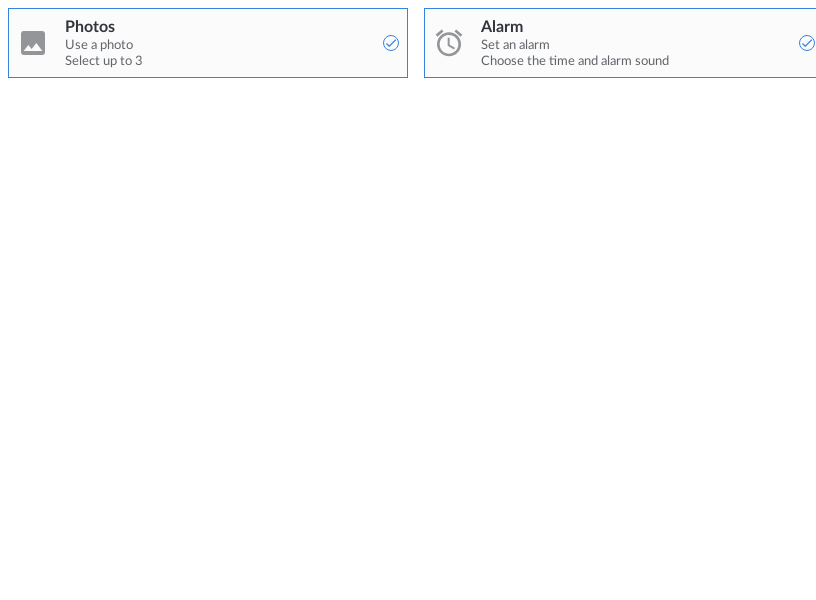 Photos
Use a photo
Select up to 3
Alarm
Set an alarm
Choose the time and alarm sound